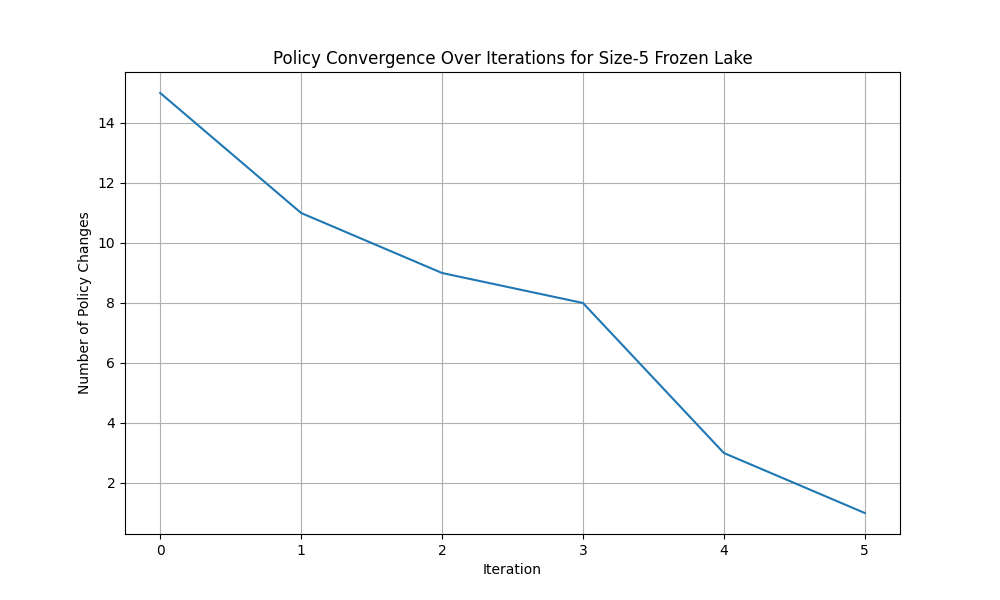 Policy Convergence Over Iterations for Size-5 Frozen Lake
Number of Policy Changes
14
12
10
8
6
4
2
0 1 2 3 4 5
Iteration